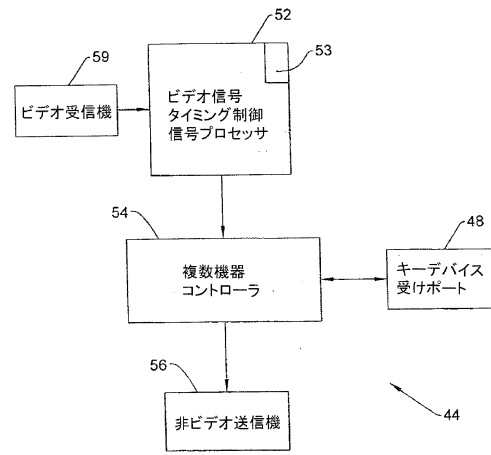 52
53
59
ビデオ受信機
ビデオ信号
タイミング制御
信号プロセッサ
54
複数機器
コントローラ
48
キーデバイス
受けポート
56
非ビデオ送信機
44